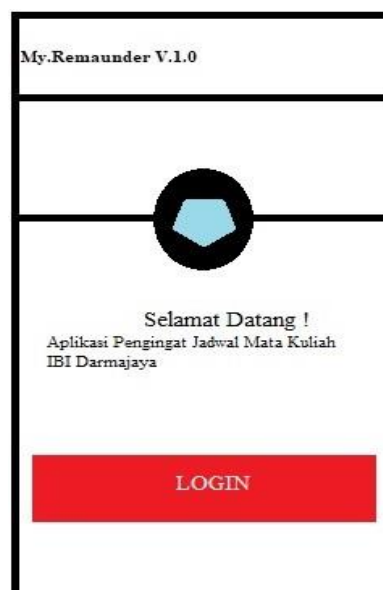 My.Remaunder V.1.0
Selamat Datang !
Aplikasi Pengingat Jadwal Mata Kuliah
IBI Darmajaya
LOGIN